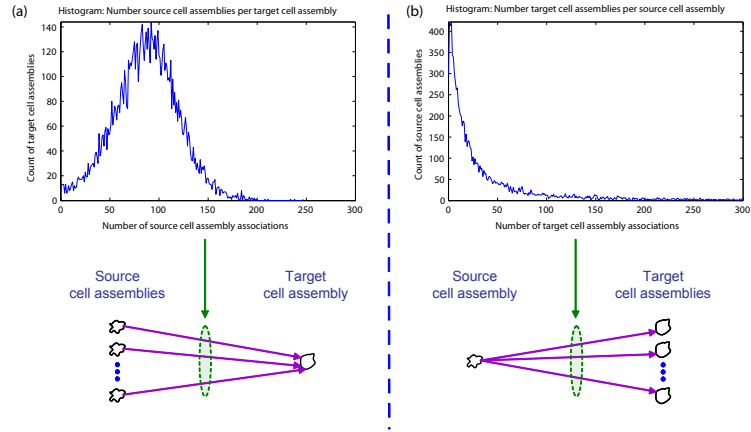 (a)
Histogram: Number source cell assemblies per target cell assembly
Count of target cell assemblies
140
120
100
80
60
40
20
0
0
50
100
150
200
250
300
Number of source cell assembly associations
Source
cell assemblies
Target
cell assembly
(b)
Histogram: Number target cell assemblies per source cell assembly
Count of source cell assemblies
400
350
300
250
200
150
100
50
0
0
50
100
150
200
250
300
Number of target cell assembly associations
Source
cell assembly
Target
cell assemblies